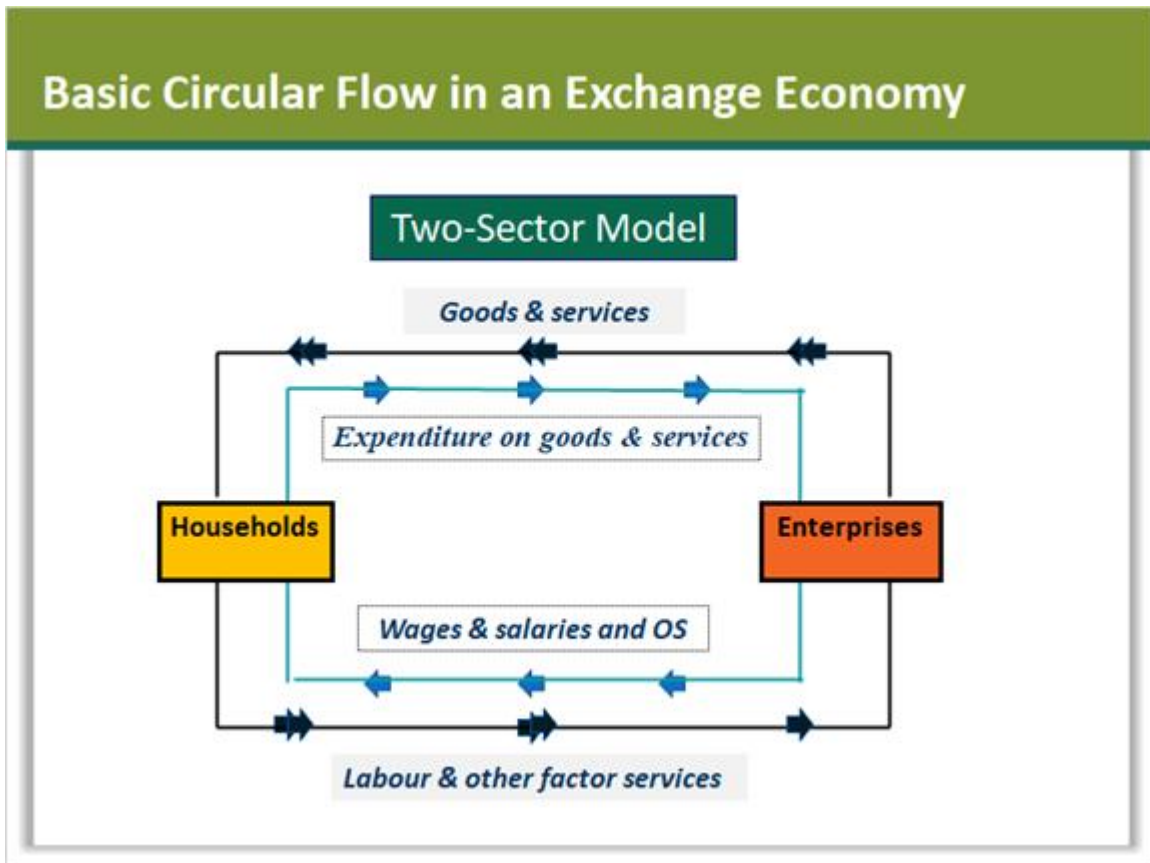 Basic Circular Flow in an Exchange Economy
Two-Sector Model
Goods & services
Expenditure on goods & services
Households
Enterprises
Wages & salaries and OS
Labour & other factor services